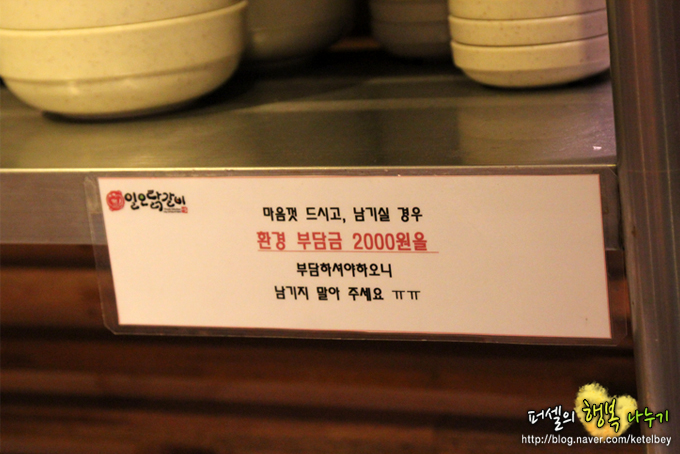 일오닭갈비
마음껏 드시고, 남기실 경우
환경 부담금 2000원을
부담하셔야하오니
남기지 말아 주세요 ㅠㅠ
퍼셀의 행복 나누기
http://blog.naver.com/ketelbey